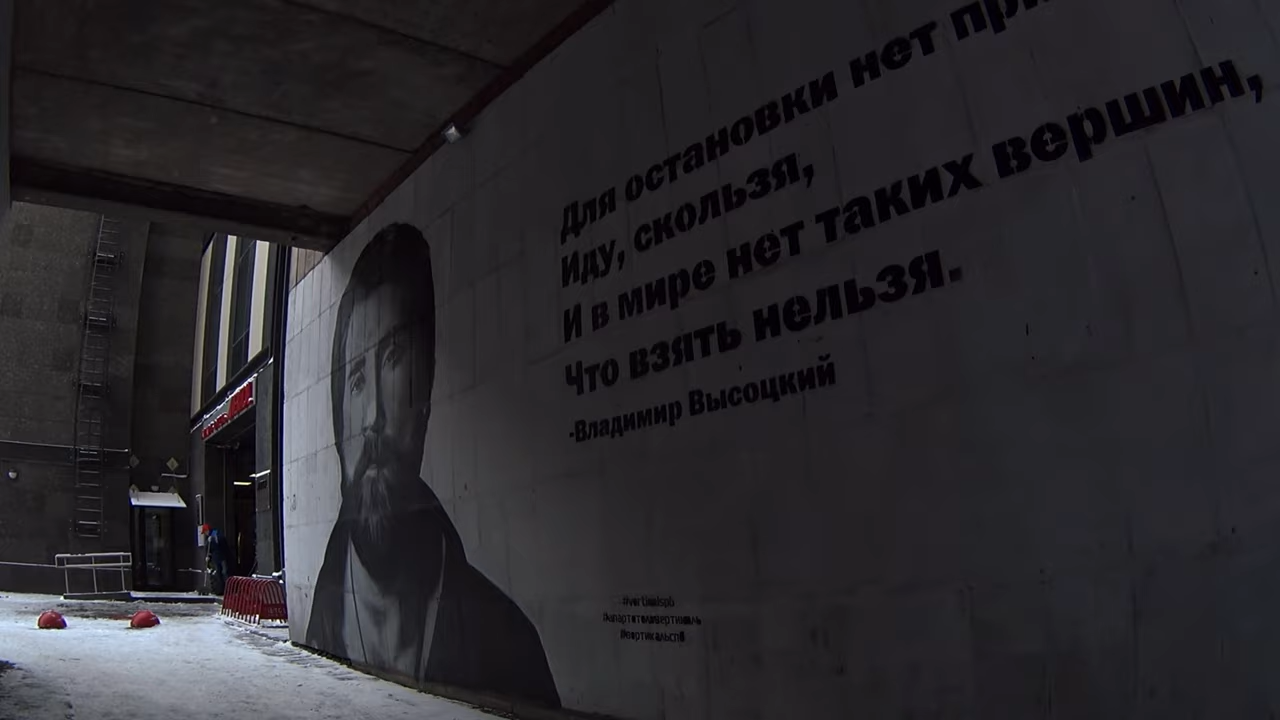 Для остановки нет
Иду, скользя,
И в мире нет таких вершин,
Что взять нельзя.
-Владимир Высоцкий